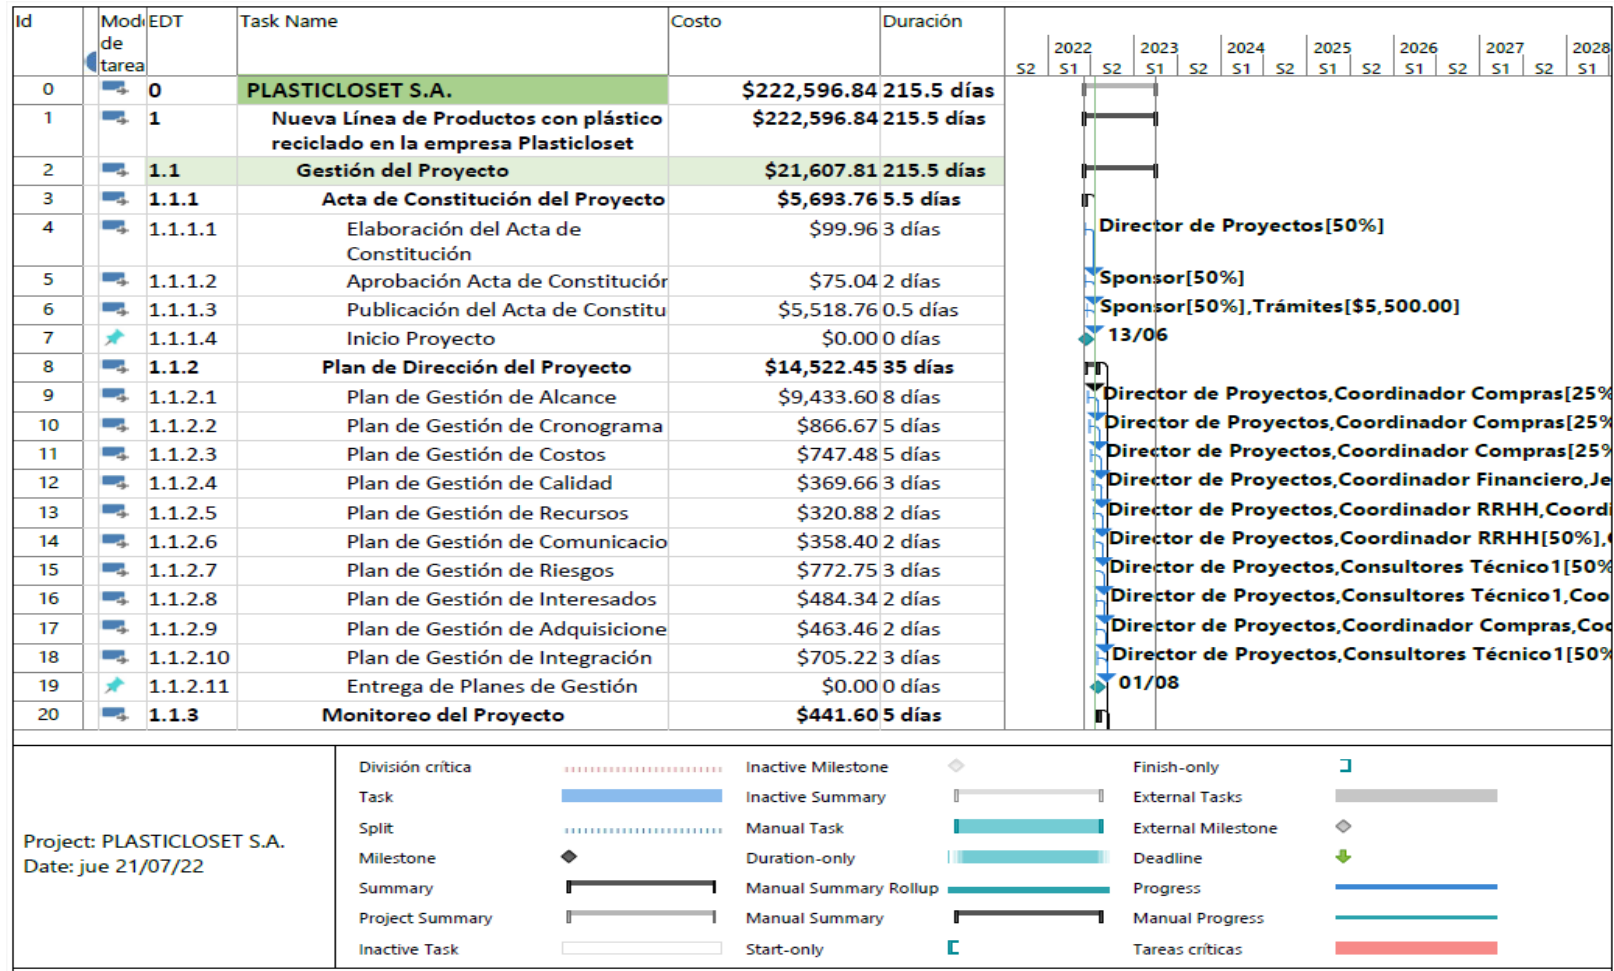 Id Modo EDT Task Name Costo Duración
de
tarea
2022 2023 2024 2025 2026 2027 2028
S2 S1 S2 S1 S2 S1 S2 S1 S2 S1 S2 S1 S2 S1
0 0 PLASTICLOSET S.A. $222,596.84 215.5 días
1 1 Nueva Línea de Productos con plástico $222,596.84 215.5 días
reciclado en la empresa Plasticloset
2 1.1 Gestión del Proyecto $21,607.81 215.5 días
3 1.1.1 Acta de Constitución del Proyecto $5,693.76 5.5 días
4 1.1.1.1 Elaboración del Acta de $99.96 3 días Director de Proyectos[50%]
Constitución
5 1.1.1.2 Aprobación Acta de Constitución $75.04 2 días Sponsor[50%]
6 1.1.1.3 Publicación del Acta de Constitu $5,518.76 0.5 días Sponsor[50%],Trámites[$5,500.00]
7 1.1.1.4 Inicio Proyecto $0.00 0 días 13/06
8 1.1.2 Plan de Dirección del Proyecto $14,522.45 35 días
9 1.1.2.1 Plan de Gestión de Alcance $9,433.60 8 días Director de Proyectos,Coordinador Compras[25%
10 1.1.2.2 Plan de Gestión de Cronograma $866.67 5 días Director de Proyectos,Coordinador Compras[25%
11 1.1.2.3 Plan de Gestión de Costos $747.48 5 días Director de Proyectos,Coordinador Compras[25%
12 1.1.2.4 Plan de Gestión de Calidad $369.66 3 días Director de Proyectos,Coordinador Financiero,Je
13 1.1.2.5 Plan de Gestión de Recursos $320.88 2 días Director de Proyectos,Coordinador RRHH,Coordi
14 1.1.2.6 Plan de Gestión de Comunicacio $358.40 2 días Director de Proyectos,Coordinador RRHH[50%],
15 1.1.2.7 Plan de Gestión de Riesgos $772.75 3 días Director de Proyectos,Consultores Técnico1[50%
16 1.1.2.8 Plan de Gestión de Interesados $484.34 2 días Director de Proyectos,Consultores Técnico1,Coo
17 1.1.2.9 Plan de Gestión de Adquisicione $463.46 2 días Director de Proyectos,Coordinador Compras,Coo
18 1.1.2.10 Plan de Gestión de Integración $705.22 3 días Director de Proyectos,Consultores Técnico1[50%
19 1.1.2.11 Entrega de Planes de Gestión $0.00 0 días 01/08
20 1.1.3 Monitoreo del Proyecto $441.60 5 días
Project: PLASTICLOSET S.A.
Date: jue 21/07/22
División crítica Inactive Milestone Finish-only
Task Inactive Summary External Tasks
Split Manual Task External Milestone
Milestone Duration-only Deadline
Summary Manual Summary Rollup Progress
Project Summary Manual Summary Manual Progress
Inactive Task Start-only Tareas críticas